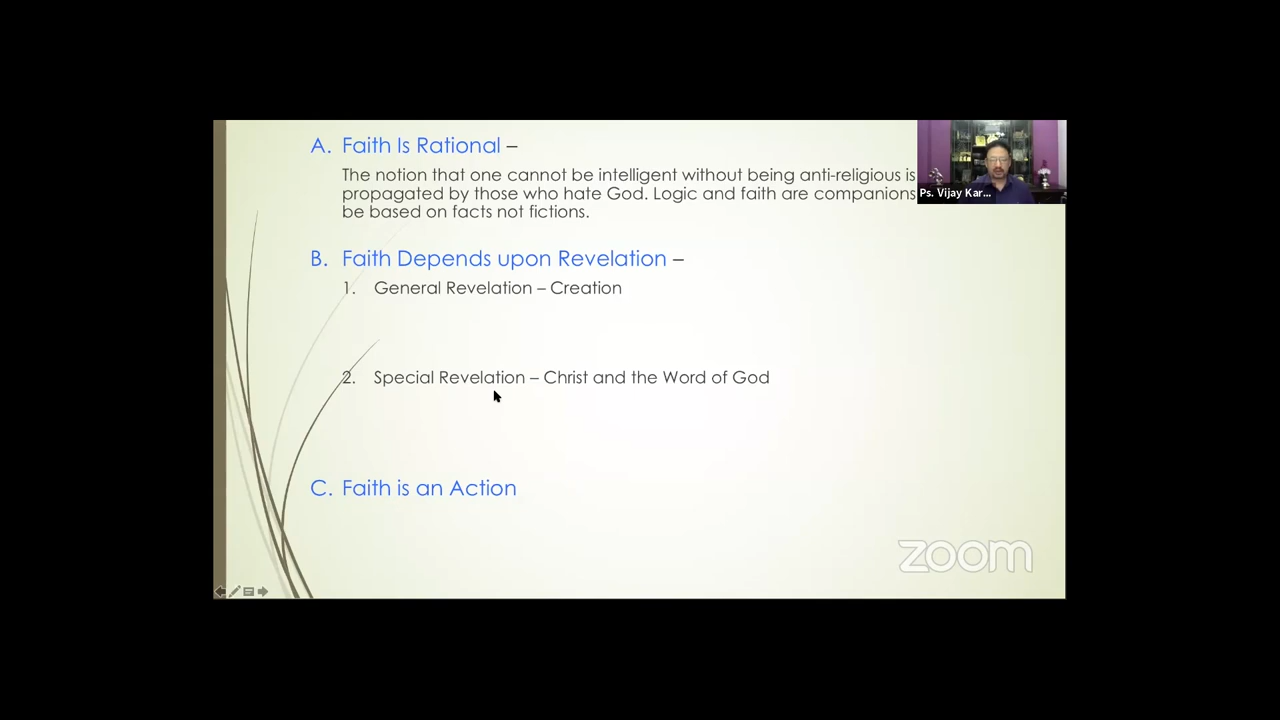 A. Faith Is Rational –
The notion that one cannot be intelligent without being anti-religious is
propagated by those who hate God. Logic and faith are companions
be based on facts not fictions.
Ps. Vijay Kar...
B. Faith Depends upon Revelation –
1. General Revelation – Creation
2. Special Revelation – Christ and the Word of God
C. Faith is an Action
zoom